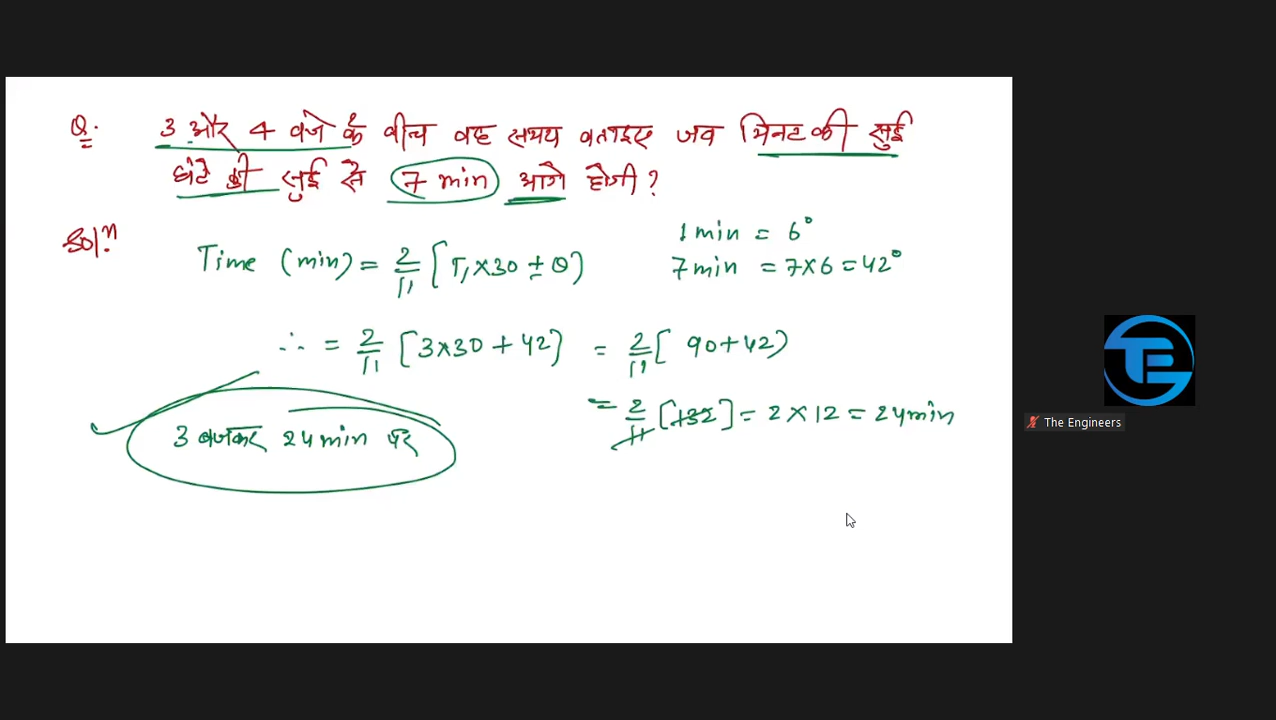 Q. 3 और 4 बजे के बीच वह समय बताइए जब मिनट की सुई
घंटे की सुई से 7 min आगे होगी?
Solⁿ.
Time (min) = 2/11 [T₁×30 ± θ]
1 min = 6°
7 min = 7×6 = 42°
∴ = 2/11 [3×30 + 42] = 2/11 [90+42]
= 2/11 [132] = 2 × 12 = 24 min
3 बजकर 24 min पर
The Engineers